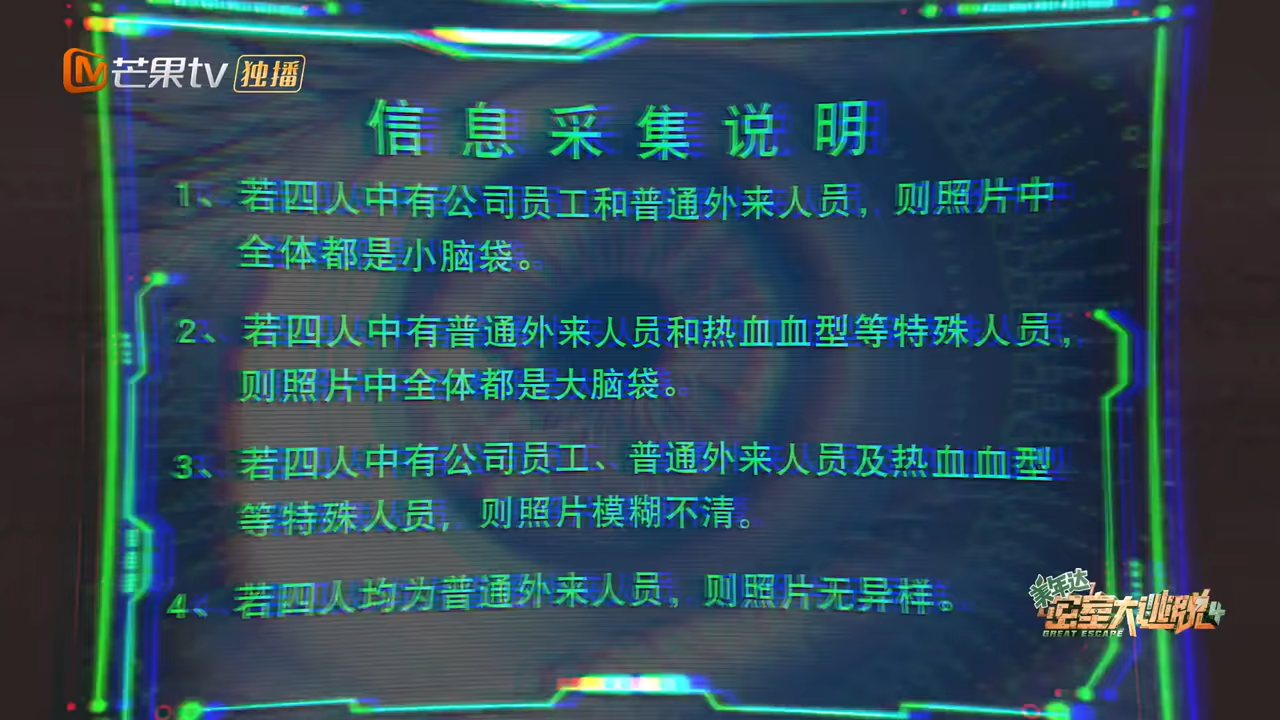 芒果tv 独播
信息采集说明
1、若四人中有公司员工和普通外来人员，则照片中
全体都是小脑袋。
2、若四人中有普通外来人员和热血血型等特殊人员，
则照片中全体都是大脑袋。
3、若四人中有公司员工、普通外来人员及热血血型
等特殊人员，则照片模糊不清。
4、若四人均为普通外来人员，则照片无异样。
美年达
密室大逃脱4
GREAT ESCAPE